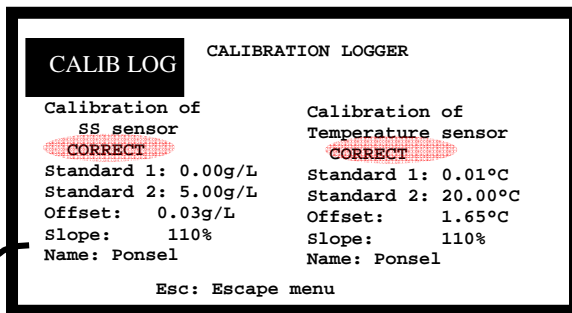 CALIB LOG
CALIBRATION LOGGER
Calibration of
SS sensor
CORRECT
Standard 1: 0.00g/L
Standard 2: 5.00g/L
Offset: 0.03g/L
Slope: 110%
Name: Ponsel
Calibration of
Temperature sensor
CORRECT
Standard 1: 0.01°C
Standard 2: 20.00°C
Offset: 1.65°C
Slope: 110%
Name: Ponsel
Esc: Escape menu